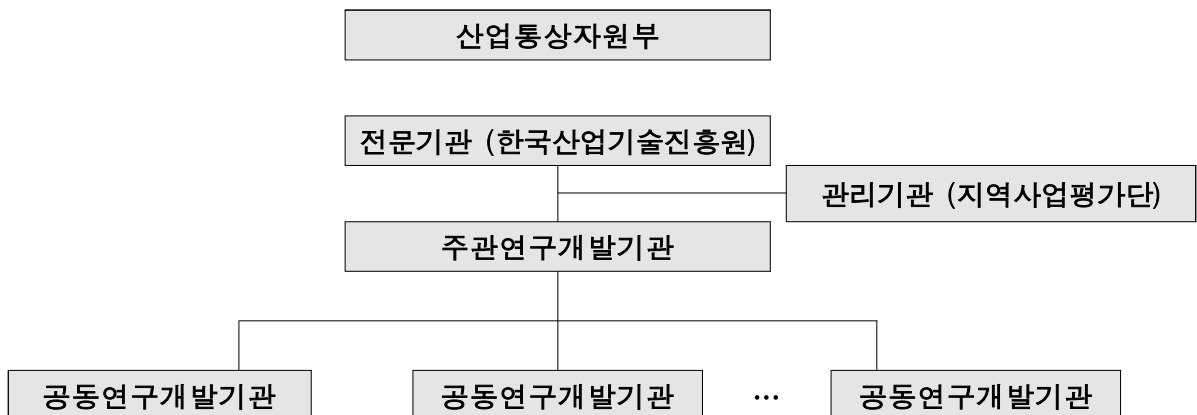 산업통상자원부
전문기관 (한국산업기술진흥원)
관리기관 (지역사업평가단)
주관연구개발기관
공동연구개발기관
공동연구개발기관
...
공동연구개발기관